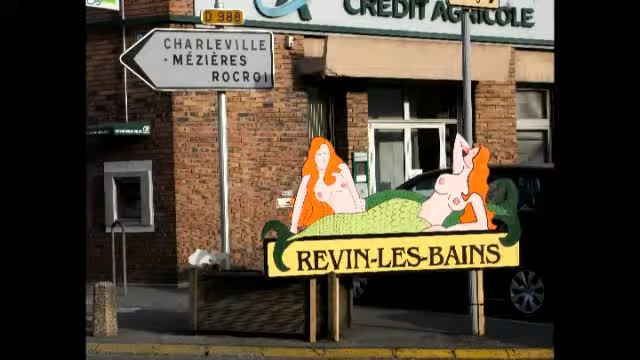 CRÉDIT AGRICOLE
D 988
CHARLEVILLE
- MÉZIÈRES
ROCROI
REVIN-LES-BAINS